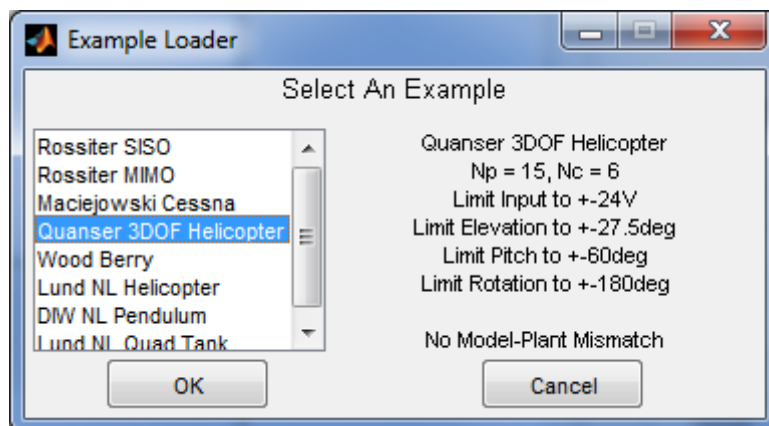 Example Loader
Select An Example
Rossiter SISO
Rossiter MIMO
Maciejowski Cessna
Quanser 3DOF Helicopter
Wood Berry
Lund NL Helicopter
DIW NL Pendulum
Lund NL Quad Tank
Quanser 3DOF Helicopter
Np = 15, Nc = 6
Limit Input to +-24V
Limit Elevation to +-27.5deg
Limit Pitch to +-60deg
Limit Rotation to +-180deg
No Model-Plant Mismatch
OK
Cancel